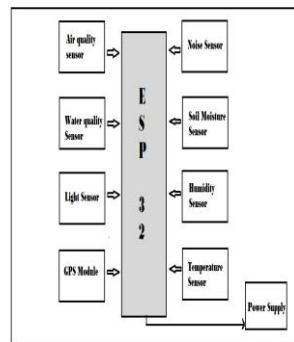 Air quality
sensor
Water quality
Sensor
Light Sensor
GPS Module
E
S
P
3
2
Noise Sensor
Soil Moisture
Sensor
Humidity
Sensor
Temperature
Sensor
Power Supply